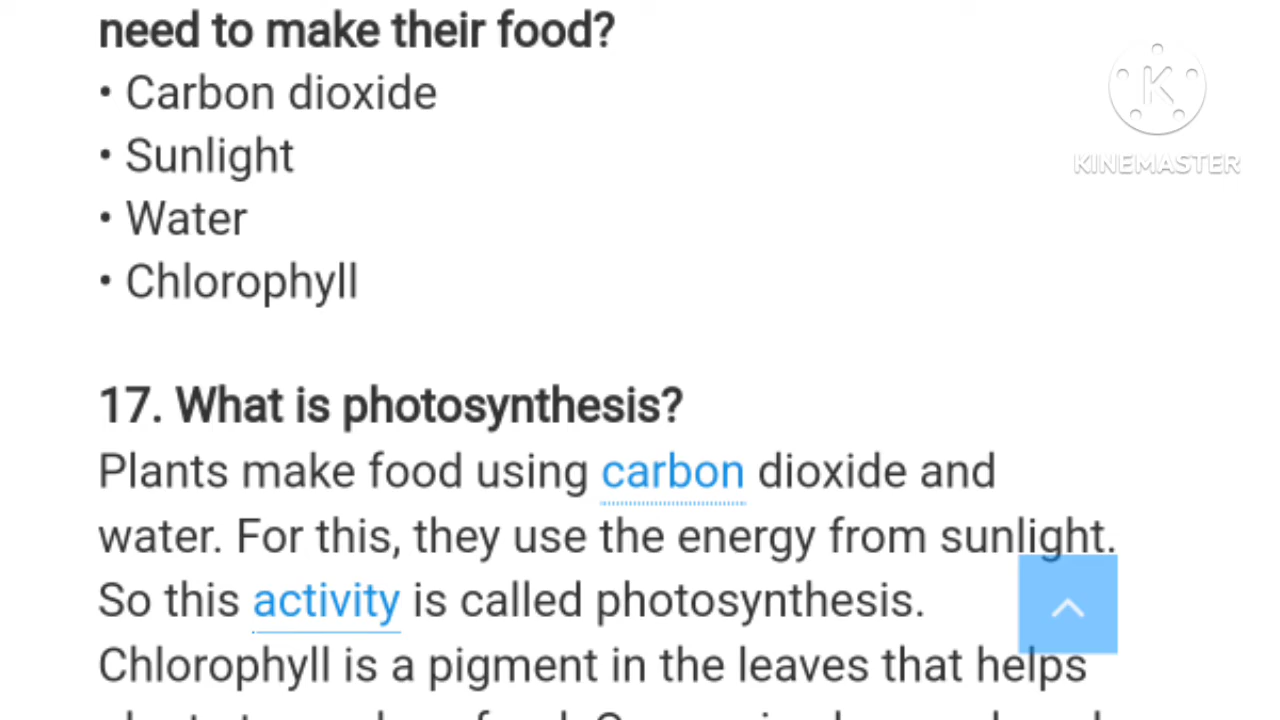 need to make their food?
• Carbon dioxide
• Sunlight
• Water
• Chlorophyll
K
KINEMASTER
17. What is photosynthesis?
Plants make food using carbon dioxide and
water. For this, they use the energy from sunlight.
So this activity is called photosynthesis.
Chlorophyll is a pigment in the leaves that helps